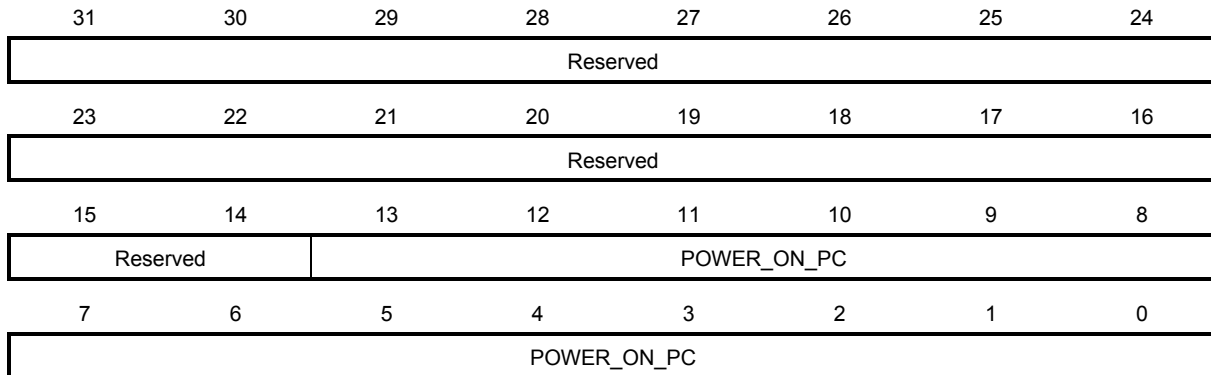 31 30 29 28 27 26 25 24
Reserved
23 22 21 20 19 18 17 16
Reserved
15 14 13 12 11 10 9 8
Reserved POWER_ON_PC
7 6 5 4 3 2 1 0
POWER_ON_PC